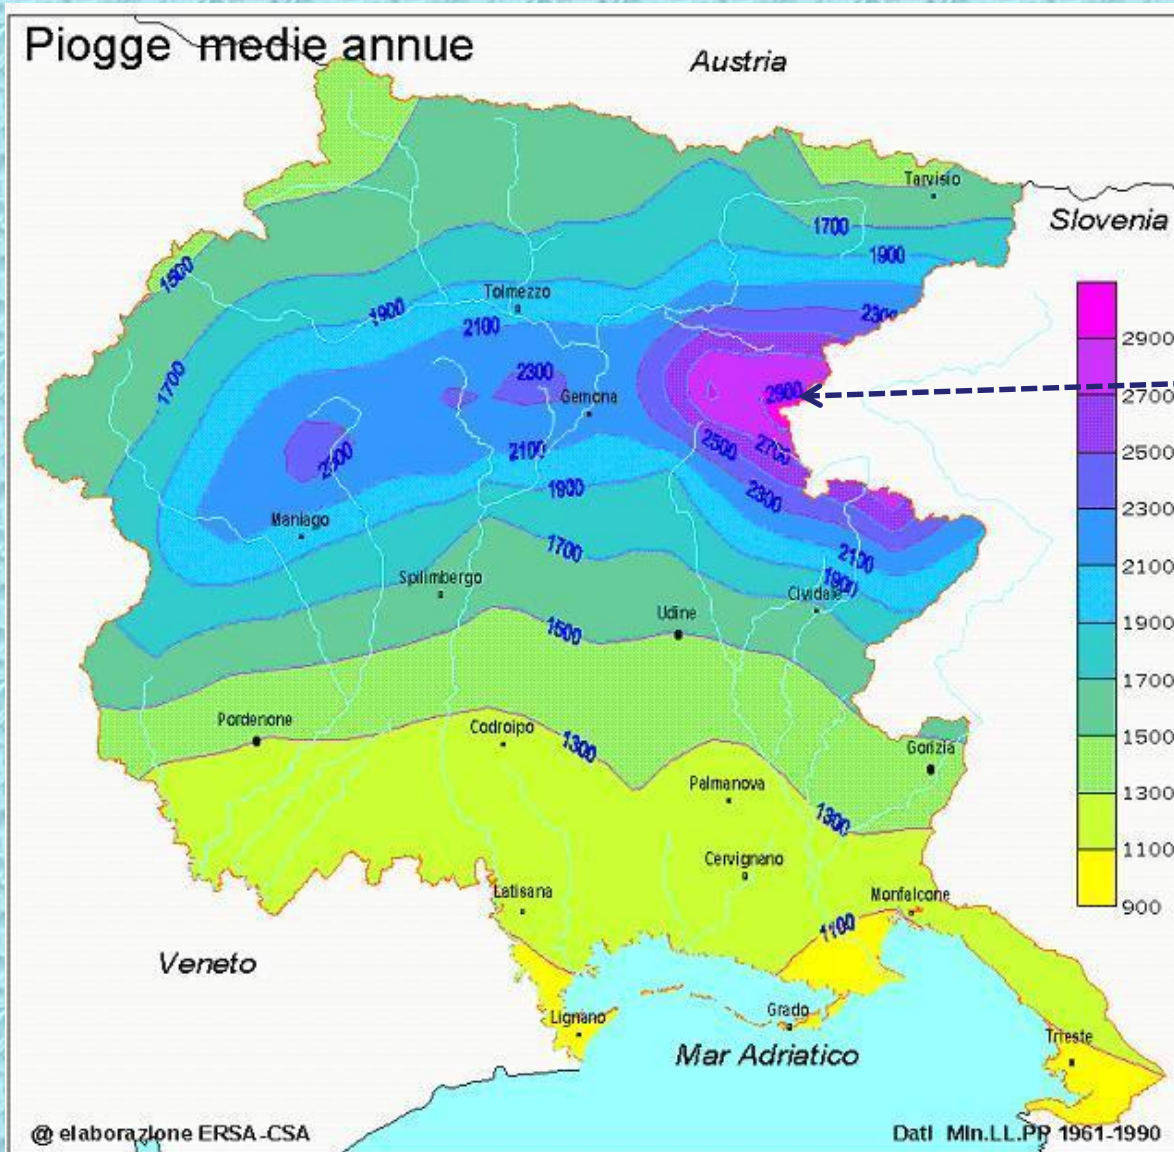 Piogge medie annue
Austria
Tarvisio
Slovenia
1700
1500
1900
Tolmezzo
1900
2300
2100
2900
1700
2300
2900
2700
Gemona
2500
2100
2700
2500
2300
1900
2300
2300
Maniago
1700
2100
2100
Spilimbergo
1900
Cividale
1900
Udine
1500
1700
Pordenone
Codroipo
1300
Gorizia
1500
Palmanova
1300
1300
Cervignano
1100
Latisana
Monfalcone
900
1100
Veneto
Lignano
Grado
Trieste
Mar Adriatico
@ elaborazione ERSA-CSA
Dati Min.LL.PP 1961-1990